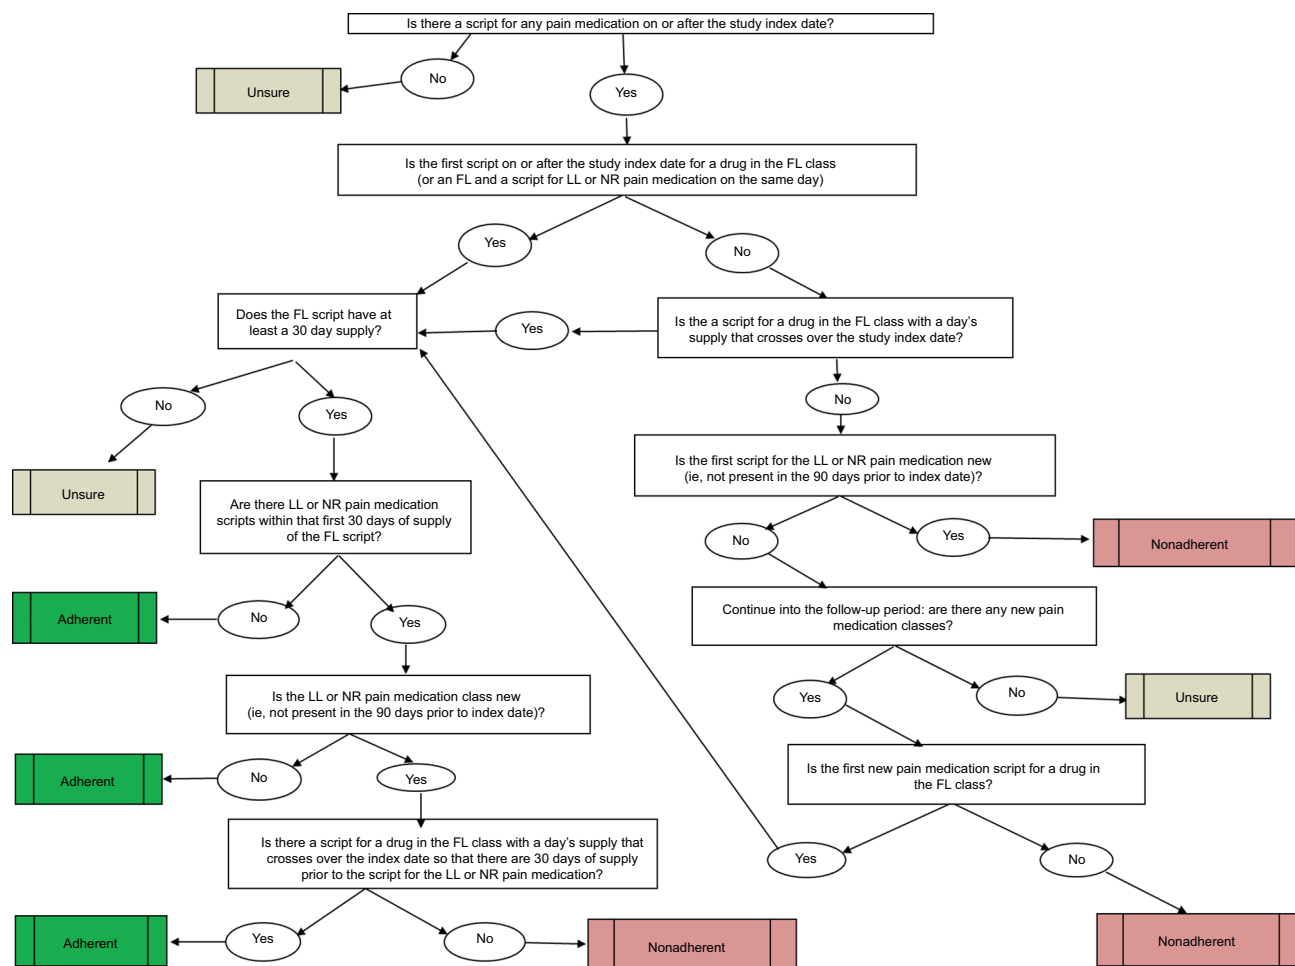 Is there a script for any pain medication on or after the study index date?
No
Unsure
Yes
Is the first script on or after the study index date for a drug in the FL class
(or an FL and a script for LL or NR pain medication on the same day)
Yes
No
Does the FL script have at
least a 30 day supply?
Yes
Is the a script for a drug in the FL class with a day's
supply that crosses over the study index date?
No
Yes
No
Unsure
Is the first script for the LL or NR pain medication new
(ie, not present in the 90 days prior to index date)?
Are there LL or NR pain medication
scripts within that first 30 days of supply
of the FL script?
No
Yes
Nonadherent
Adherent
No
Yes
Continue into the follow-up period: are there any new pain
medication classes?
Is the LL or NR pain medication class new
(ie, not present in the 90 days prior to index date)?
Yes
No
Unsure
Adherent
No
Yes
Is the first new pain medication script for a drug in
the FL class?
Is there a script for a drug in the FL class with a day's supply that
crosses over the index date so that there are 30 days of supply
prior to the script for the LL or NR pain medication?
Yes
No
Adherent
Yes
No
Nonadherent
Nonadherent